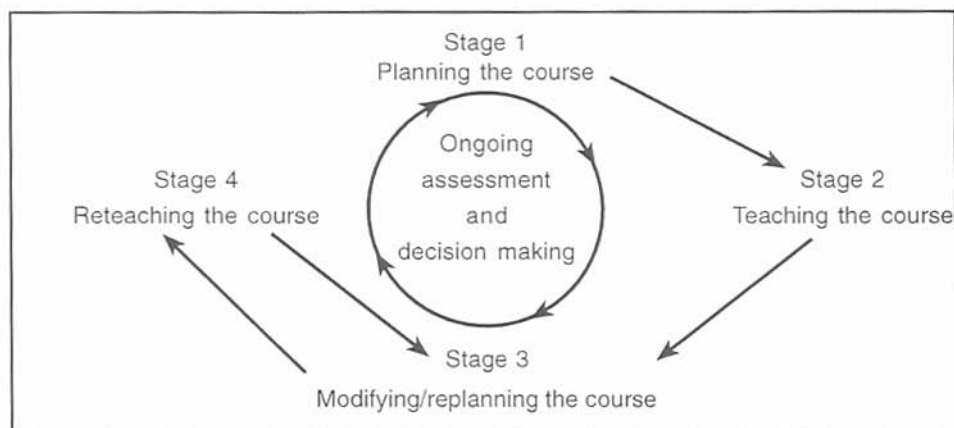 Stage 1
Planning the course
Ongoing
assessment
and
decision making
Stage 2
Teaching the course
Stage 3
Modifying/replanning the course
Stage 4
Reteaching the course